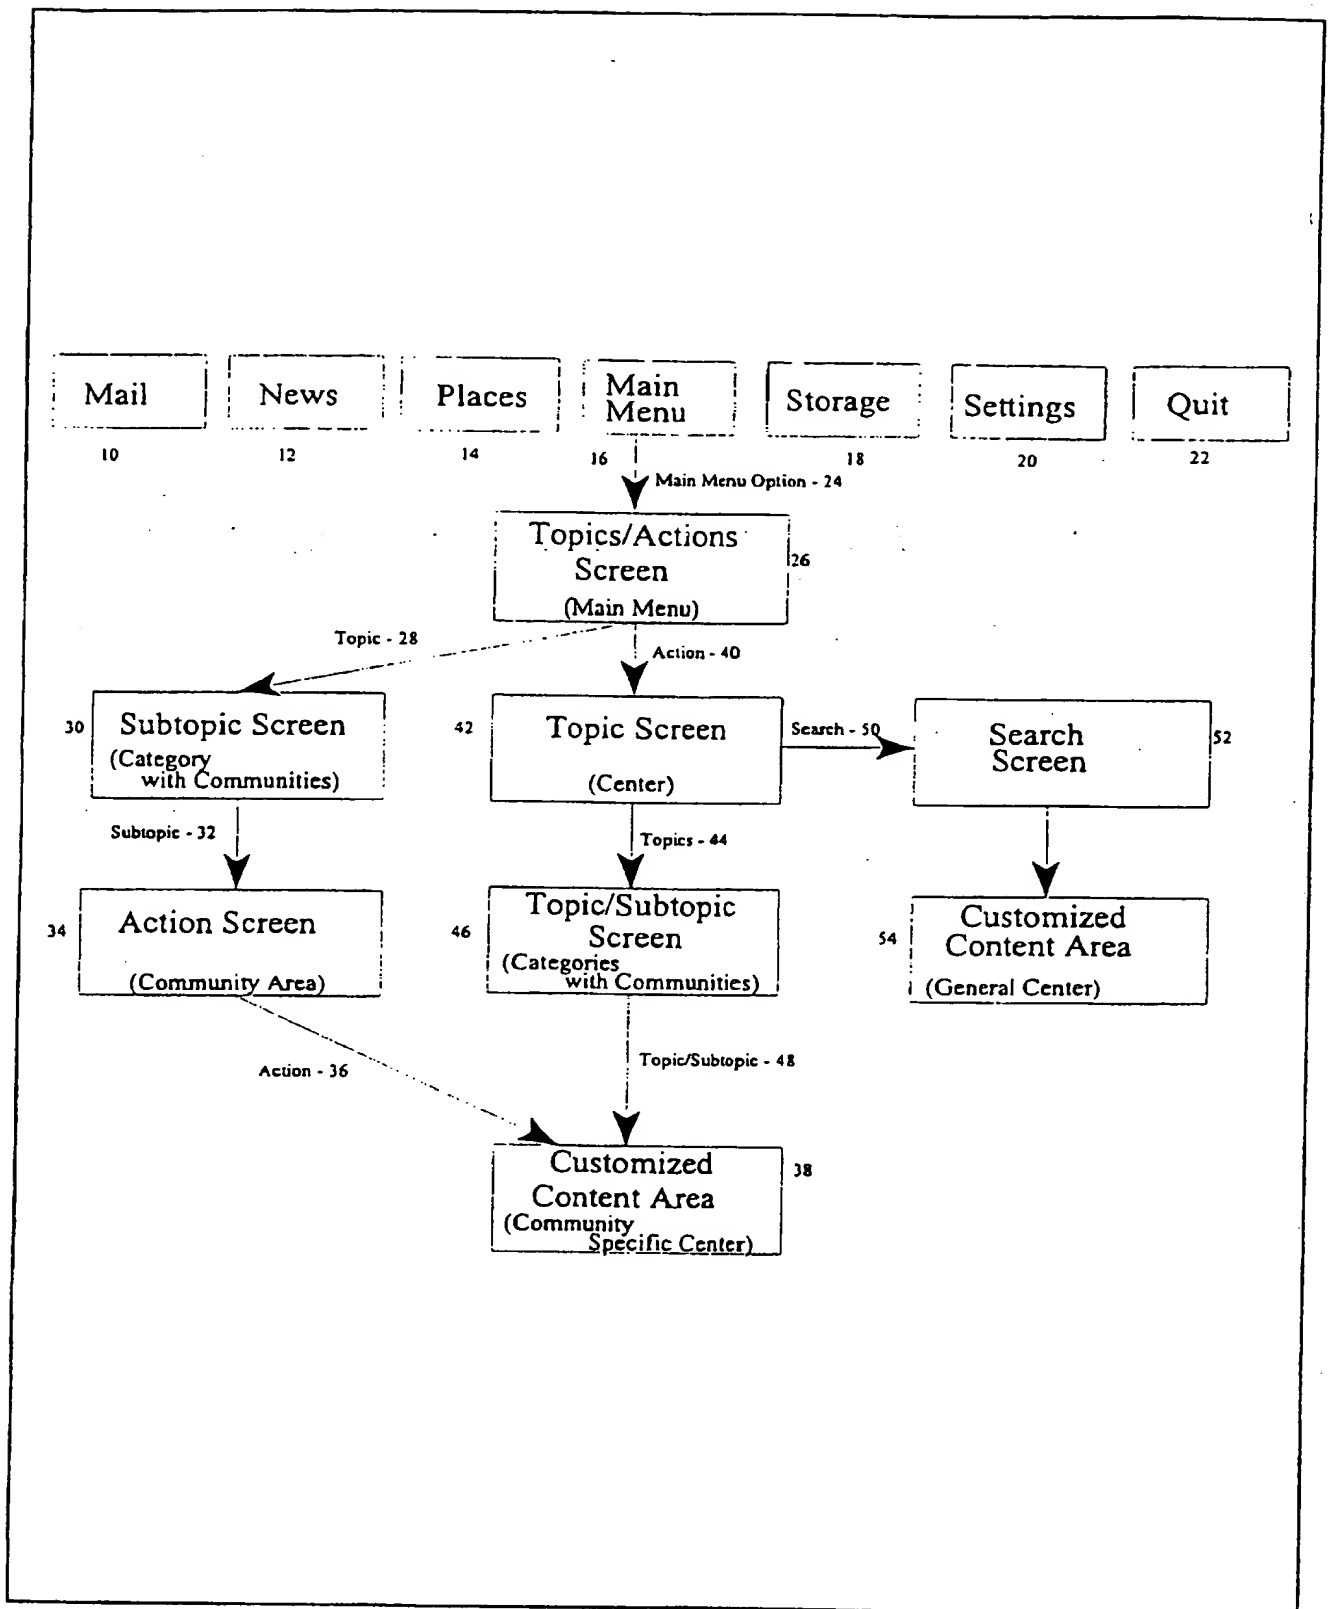 Mail
News
Places
Main
Menu
Storage
Settings
Quit
10
12
14
16
18
20
22
Main Menu Option - 24
Topics/Actions
Screen
(Main Menu)
26
Topic - 28
Action - 40
30
Subtopic Screen
(Category
with Communities)
42
Topic Screen
(Center)
Search - 50
Search
Screen
52
Subtopic - 32
Topics - 44
34
Action Screen
(Community Area)
46
Topic/Subtopic
Screen
(Categories
with Communities)
54
Customized
Content Area
(General Center)
Action - 36
Topic/Subtopic - 48
Customized
Content Area
(Community
Specific Center)
38